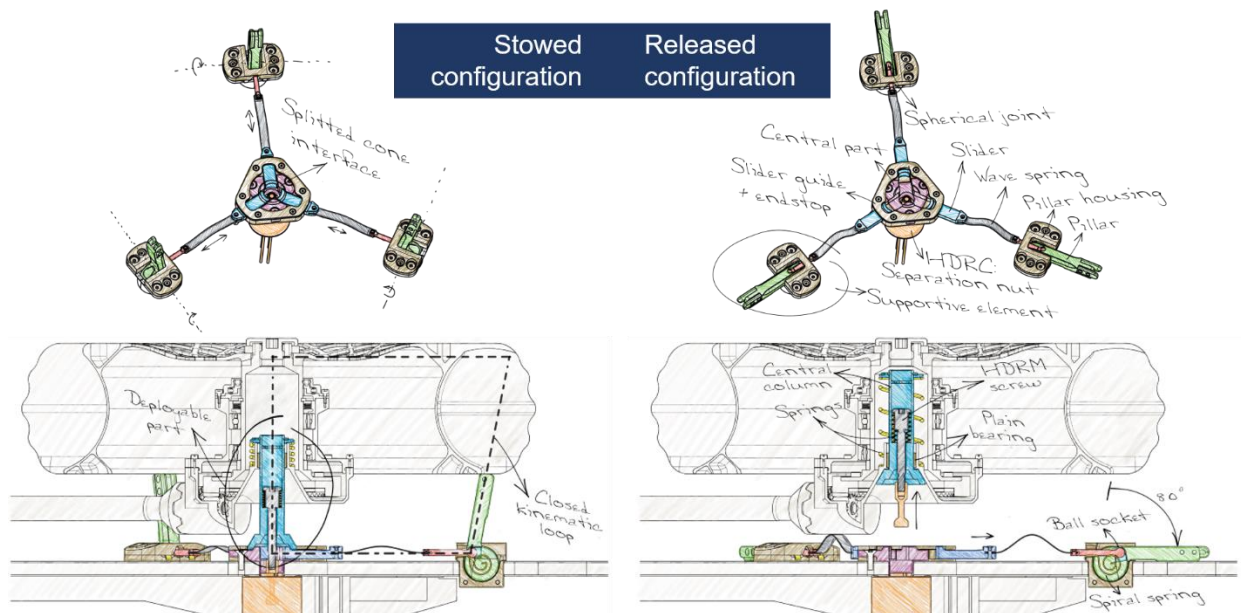 Stowed
configuration
Released
configuration
Splitted cone
interface
Spherical joint
Central part
Slider
Slider guide
+ endstop
Wave spring
Pillar housing
Pillar
HDRC:
Separation nut
Supportive element
Deployable
part
Closed
kinematic
loop
Central
column
HDRM
screw
Springs
Plain
bearing
80°
Ball socket
Spiral spring